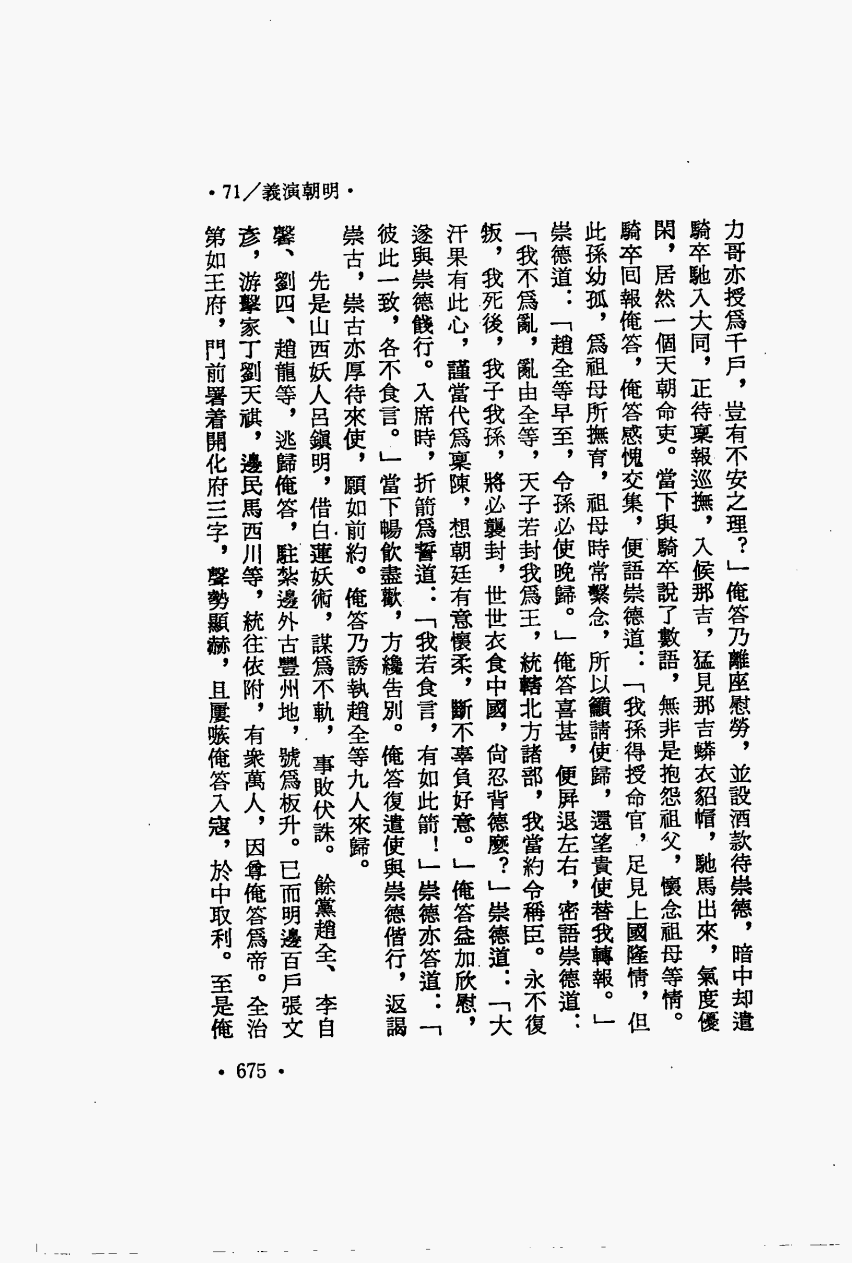 •71／義演朝明•
力哥亦授爲千戶，豈有不安之理？」俺答乃離座慰勞，並設酒款待崇德，暗中却遣
騎卒馳入大同，正待稟報巡撫，入候那吉，猛見那吉蟒衣貂帽，馳馬出來，氣度優
閑，居然一個天朝命吏。當下與騎卒說了數語，無非是抱怨祖父，懷念祖母等情。
騎卒回報俺答，俺答感愧交集，便語崇德道：「我孫得授命官，足見上國隆情，但
此孫幼孤，爲祖母所撫育，祖母時常繫念，所以籲請使歸，還望貴使替我轉報。」
崇德道：「趙全等早至，令孫必使晚歸。」俺答喜甚，便屏退左右，密語崇德道：
「我不爲亂，亂由全等，天子若封我爲王，統轄北方諸部，我當約令稱臣。永不復
叛，我死後，我子我孫，將必襲封，世世衣食中國，尙忍背德麼？」崇德道：「大
汗果有此心，謹當代爲稟陳，想朝廷有意懷柔，斷不辜負好意。」俺答益加欣慰，
遂與崇德餞行。入席時，折箭爲誓道：「我若食言，有如此箭！」崇德亦答道：「
彼此一致，各不食言。」當下暢飲盡歡，方纔告別。俺答復遣使與崇德偕行，返謁
崇古，崇古亦厚待來使，願如前約。俺答乃誘執趙全等九人來歸。
先是山西妖人呂鎭明，借白蓮妖術，謀爲不軌，事敗伏誅。餘黨趙全、李自
馨、劉四、趙龍等，逃歸俺答，駐紮邊外古豐州地，號爲板升。已而明邊百戶張文
彥，游擊家丁劉天祺，邊民馬西川等，統往依附，有衆萬人，因尊俺答爲帝。全治
第如王府，門前署着開化府三字，聲勢顯赫，且屢嗾俺答入寇，於中取利。至是俺
•675•